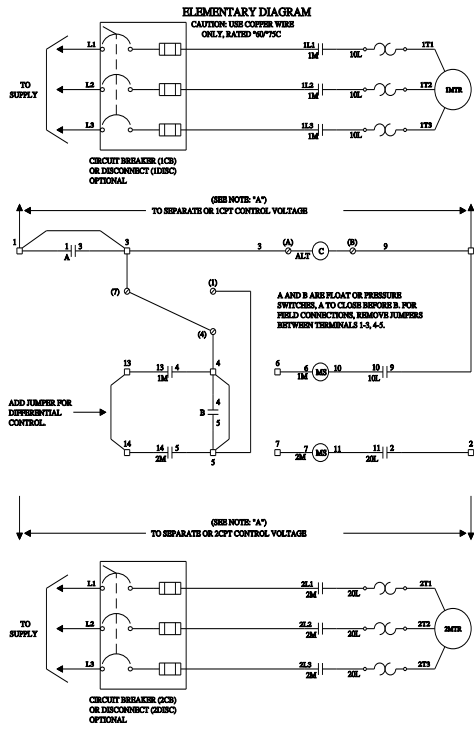 ELEMENTARY DIAGRAM
CAUTION: USE COPPER WIRE
ONLY, RATED °60/°75C
L1 1L1 1M 10L 1T1
TO
SUPPLY
L2 1L2 1M 10L 1T2 1MTR
L3 1L3 1M 10L 1T3
CIRCUIT BREAKER (1CB)
OR DISCONNECT (1DISC)
OPTIONAL
(SEE NOTE: "A")
TO SEPARATE OR 1CPT CONTROL VOLTAGE
1 1 3 A 3 3 (A) ALT C (B) 9
(7) (1)
(4)
A AND B ARE FLOAT OR PRESSURE
SWITCHES, A TO CLOSE BEFORE B. FOR
FIELD CONNECTIONS, REMOVE JUMPERS
BETWEEN TERMINALS 1-3, 4-5.
13 13 4 1M 4 6 6 1M MS 10 10 9 10L
ADD JUMPER FOR
DIFFERENTIAL
CONTROL.
4
B
5
14 14 5 2M 5 7 7 2M MS 11 11 2 20L 2
(SEE NOTE: "A")
TO SEPARATE OR 2CPT CONTROL VOLTAGE
L1 2L1 2M 20L 2T1
TO
SUPPLY
L2 2L2 2M 20L 2T2 2MTR
L3 2L3 2M 20L 2T3
CIRCUIT BREAKER (2CB)
OR DISCONNECT (2DISC)
OPTIONAL